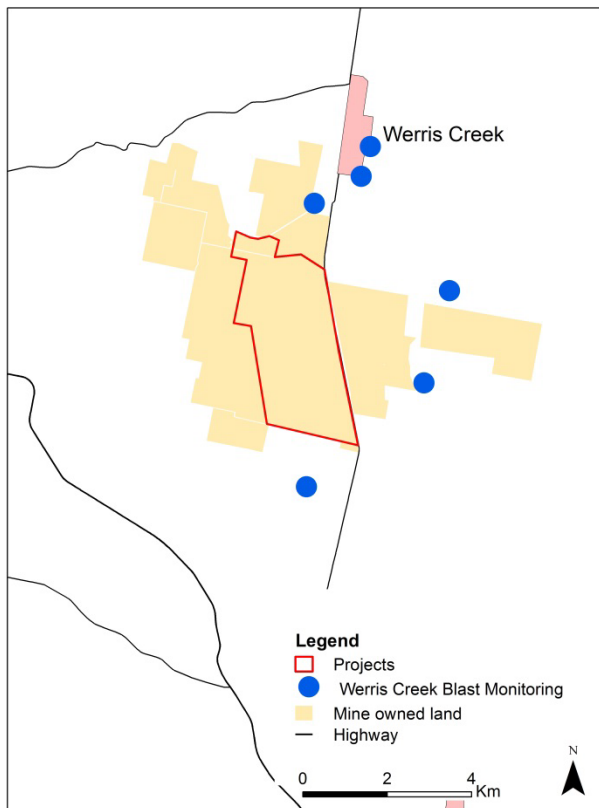 Werris Creek
Legend
Projects
Werris Creek Blast Monitoring
Mine owned land
Highway
N
0 2 4
Km